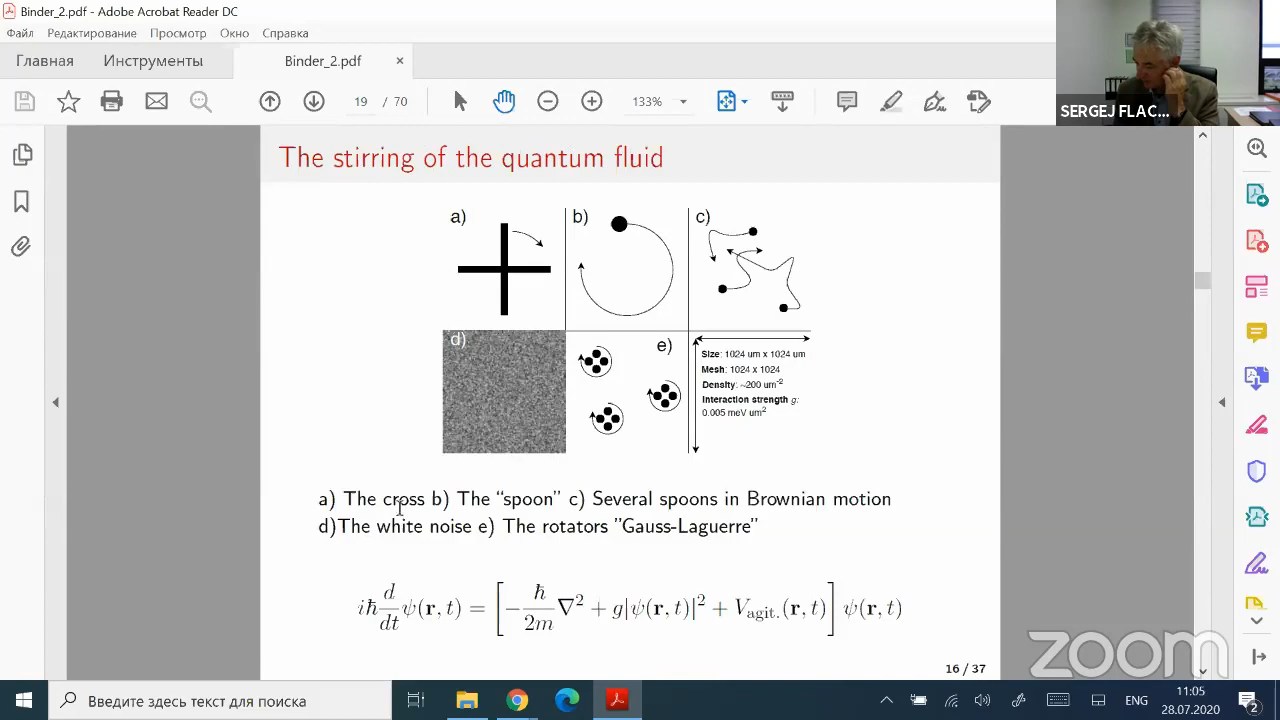 Binder_2.pdf - Adobe Acrobat Reader DC
Файл Редактирование Просмотр Окно Справка
Главная Инструменты Binder_2.pdf ×
19 / 70 133%
SERGEJ FLAC...
The stirring of the quantum fluid
a) b) c)
d) e)
Size: 1024 um x 1024 um
Mesh: 1024 x 1024
Density: ~200 um⁻²
Interaction strength g:
0.005 meV um²
a) The cross b) The “spoon” c) Several spoons in Brownian motion
d)The white noise e) The rotators ”Gauss-Laguerre”
iħ d/dt ψ(r, t) = [ − ħ/2m ∇² + g|ψ(r, t)|² + V_agit.(r, t) ] ψ(r, t)
16 / 37
zoom
Введите здесь текст для поиска
ENG
11:05
28.07.2020
2